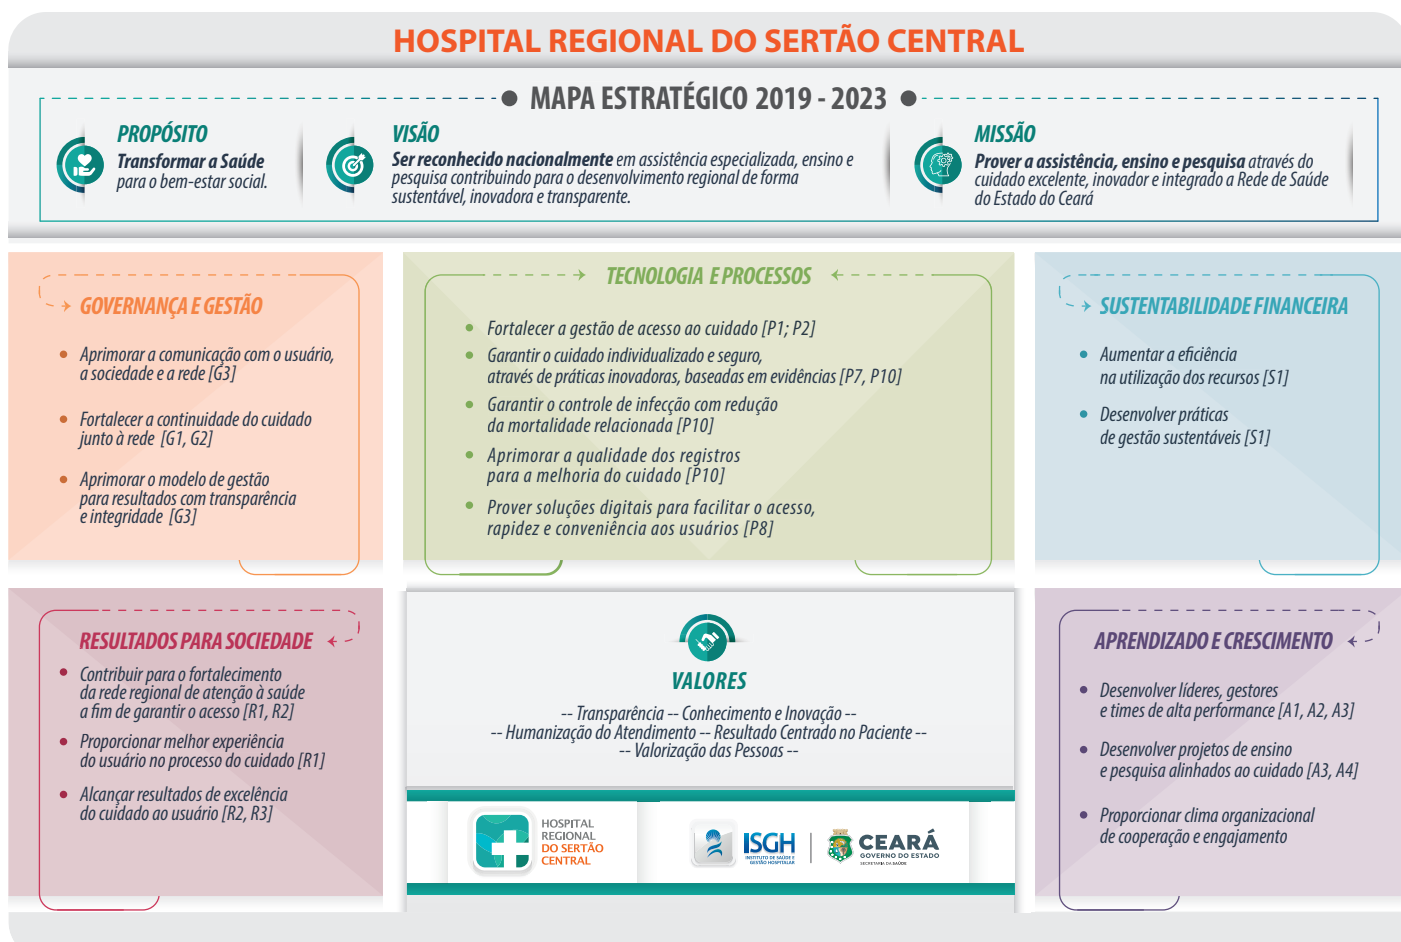 HOSPITAL REGIONAL DO SERTÃO CENTRAL
MAPA ESTRATÉGICO 2019 - 2023
PROPÓSITO
Transformar a Saúde
para o bem-estar social.
VISÃO
Ser reconhecido nacionalmente em assistência especializada, ensino e
pesquisa contribuindo para o desenvolvimento regional de forma
sustentável, inovadora e transparente.
MISSÃO
Prover a assistência, ensino e pesquisa através do
cuidado excelente, inovador e integrado a Rede de Saúde
do Estado do Ceará
GOVERNANÇA E GESTÃO
• Aprimorar a comunicação com o usuário,
a sociedade e a rede [G3]
• Fortalecer a continuidade do cuidado
junto à rede [G1, G2]
• Aprimorar o modelo de gestão
para resultados com transparência
e integridade [G3]
TECNOLOGIA E PROCESSOS
• Fortalecer a gestão de acesso ao cuidado [P1; P2]
• Garantir o cuidado individualizado e seguro,
através de práticas inovadoras, baseadas em evidências [P7, P10]
• Garantir o controle de infecção com redução
da mortalidade relacionada [P10]
• Aprimorar a qualidade dos registros
para a melhoria do cuidado [P10]
• Prover soluções digitais para facilitar o acesso,
rapidez e conveniência aos usuários [P8]
SUSTENTABILIDADE FINANCEIRA
• Aumentar a eficiência
na utilização dos recursos [S1]
• Desenvolver práticas
de gestão sustentáveis [S1]
RESULTADOS PARA SOCIEDADE
• Contribuir para o fortalecimento
da rede regional de atenção à saúde
a fim de garantir o acesso [R1, R2]
• Proporcionar melhor experiência
do usuário no processo do cuidado [R1]
• Alcançar resultados de excelência
do cuidado ao usuário [R2, R3]
VALORES
-- Transparência -- Conhecimento e Inovação --
-- Humanização do Atendimento -- Resultado Centrado no Paciente --
-- Valorização das Pessoas --
HOSPITAL
REGIONAL
DO SERTÃO
CENTRAL
ISGH
INSTITUTO DE SAÚDE E
GESTÃO HOSPITALAR
CEARÁ
GOVERNO DO ESTADO
SECRETARIA DA SAÚDE
APRENDIZADO E CRESCIMENTO
• Desenvolver líderes, gestores
e times de alta performance [A1, A2, A3]
• Desenvolver projetos de ensino
e pesquisa alinhados ao cuidado [A3, A4]
• Proporcionar clima organizacional
de cooperação e engajamento